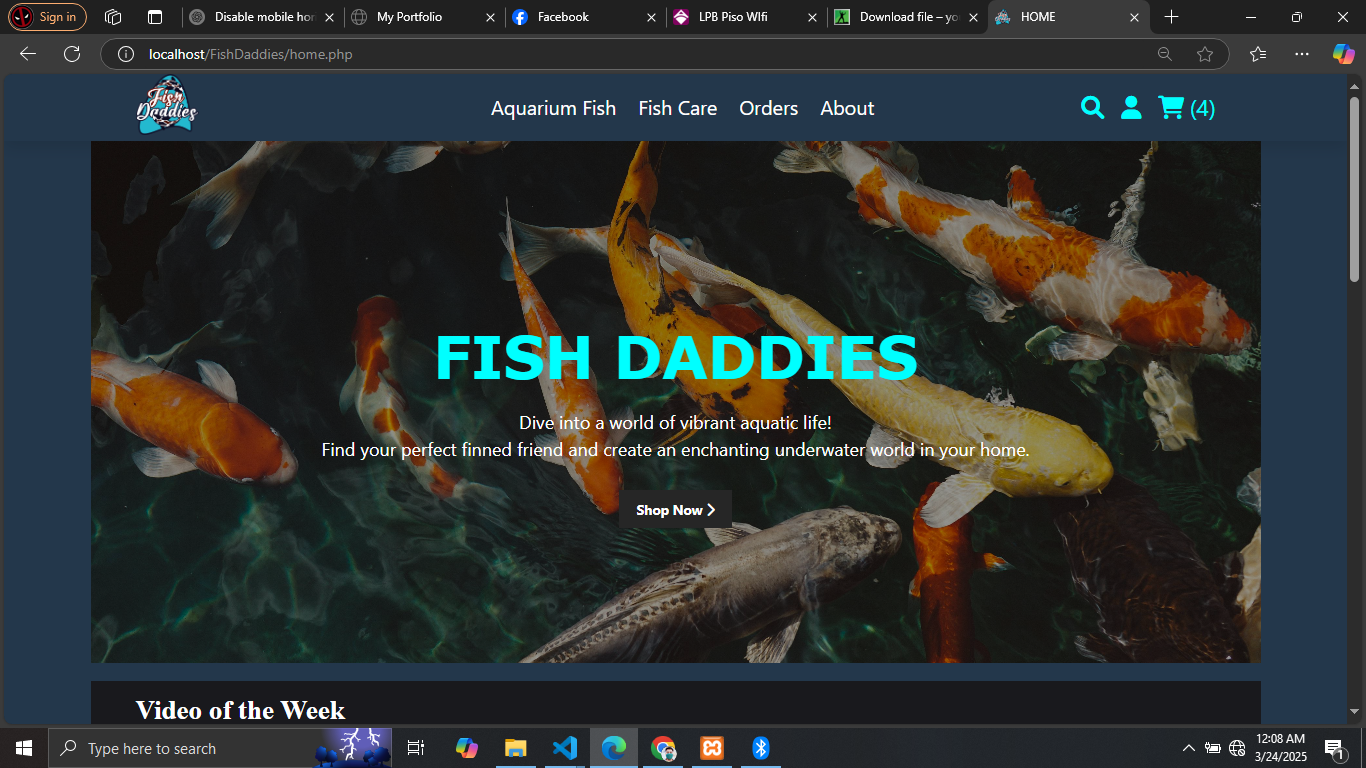 Sign in
Disable mobile hor
My Portfolio
Facebook
LPB Piso WIfi
Download file – yo
HOME
localhost/FishDaddies/home.php
Fish
Daddies
Aquarium Fish
Fish Care
Orders
About
(4)
FISH DADDIES
Dive into a world of vibrant aquatic life!
Find your perfect finned friend and create an enchanting underwater world in your home.
Shop Now
Video of the Week
Type here to search
12:08 AM
3/24/2025
1